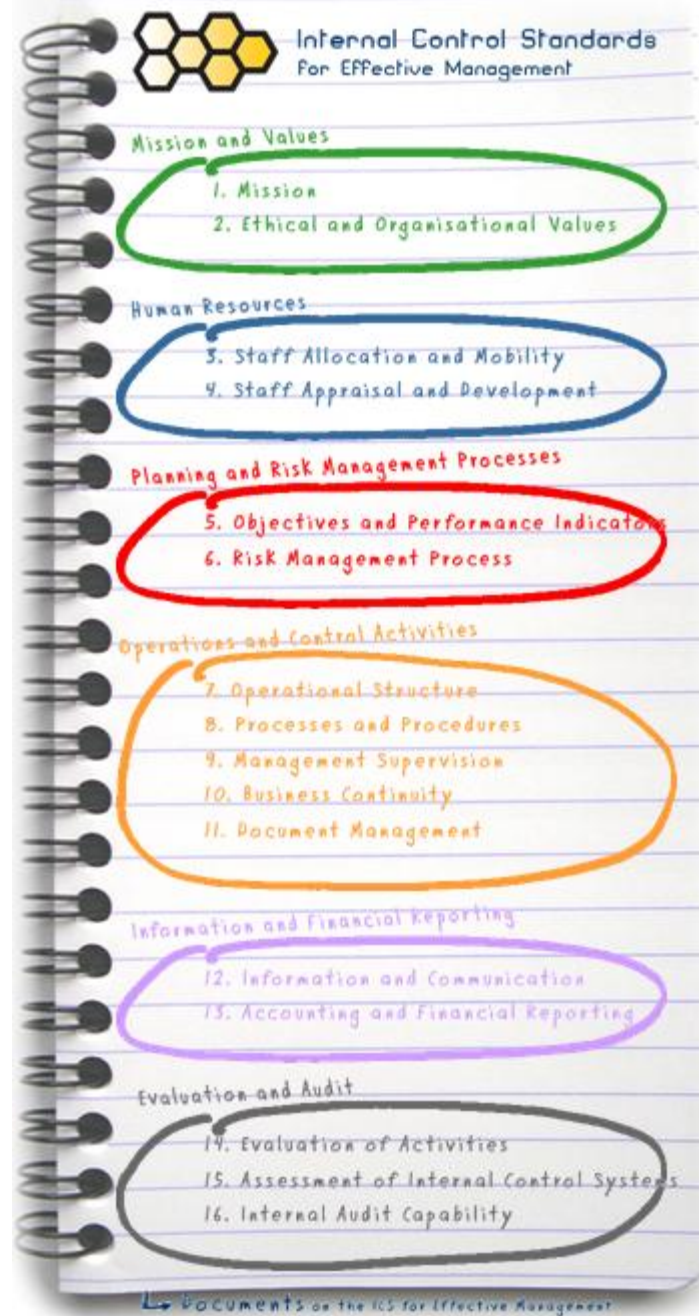 Internal Control Standards
For Effective Management
Mission and Values
1. Mission
2. Ethical and Organisational Values
Human Resources
3. Staff Allocation and Mobility
4. Staff Appraisal and Development
Planning and Risk Management Processes
5. Objectives and Performance Indicators
6. Risk Management Process
Operations and Control Activities
7. Operational Structure
8. Processes and Procedures
9. Management Supervision
10. Business Continuity
11. Document Management
Information and Financial Reporting
12. Information and Communication
13. Accounting and Financial Reporting
Evaluation and Audit
14. Evaluation of Activities
15. Assessment of Internal Control Systems
16. Internal Audit Capability
Documents on the ICS for Effective Management